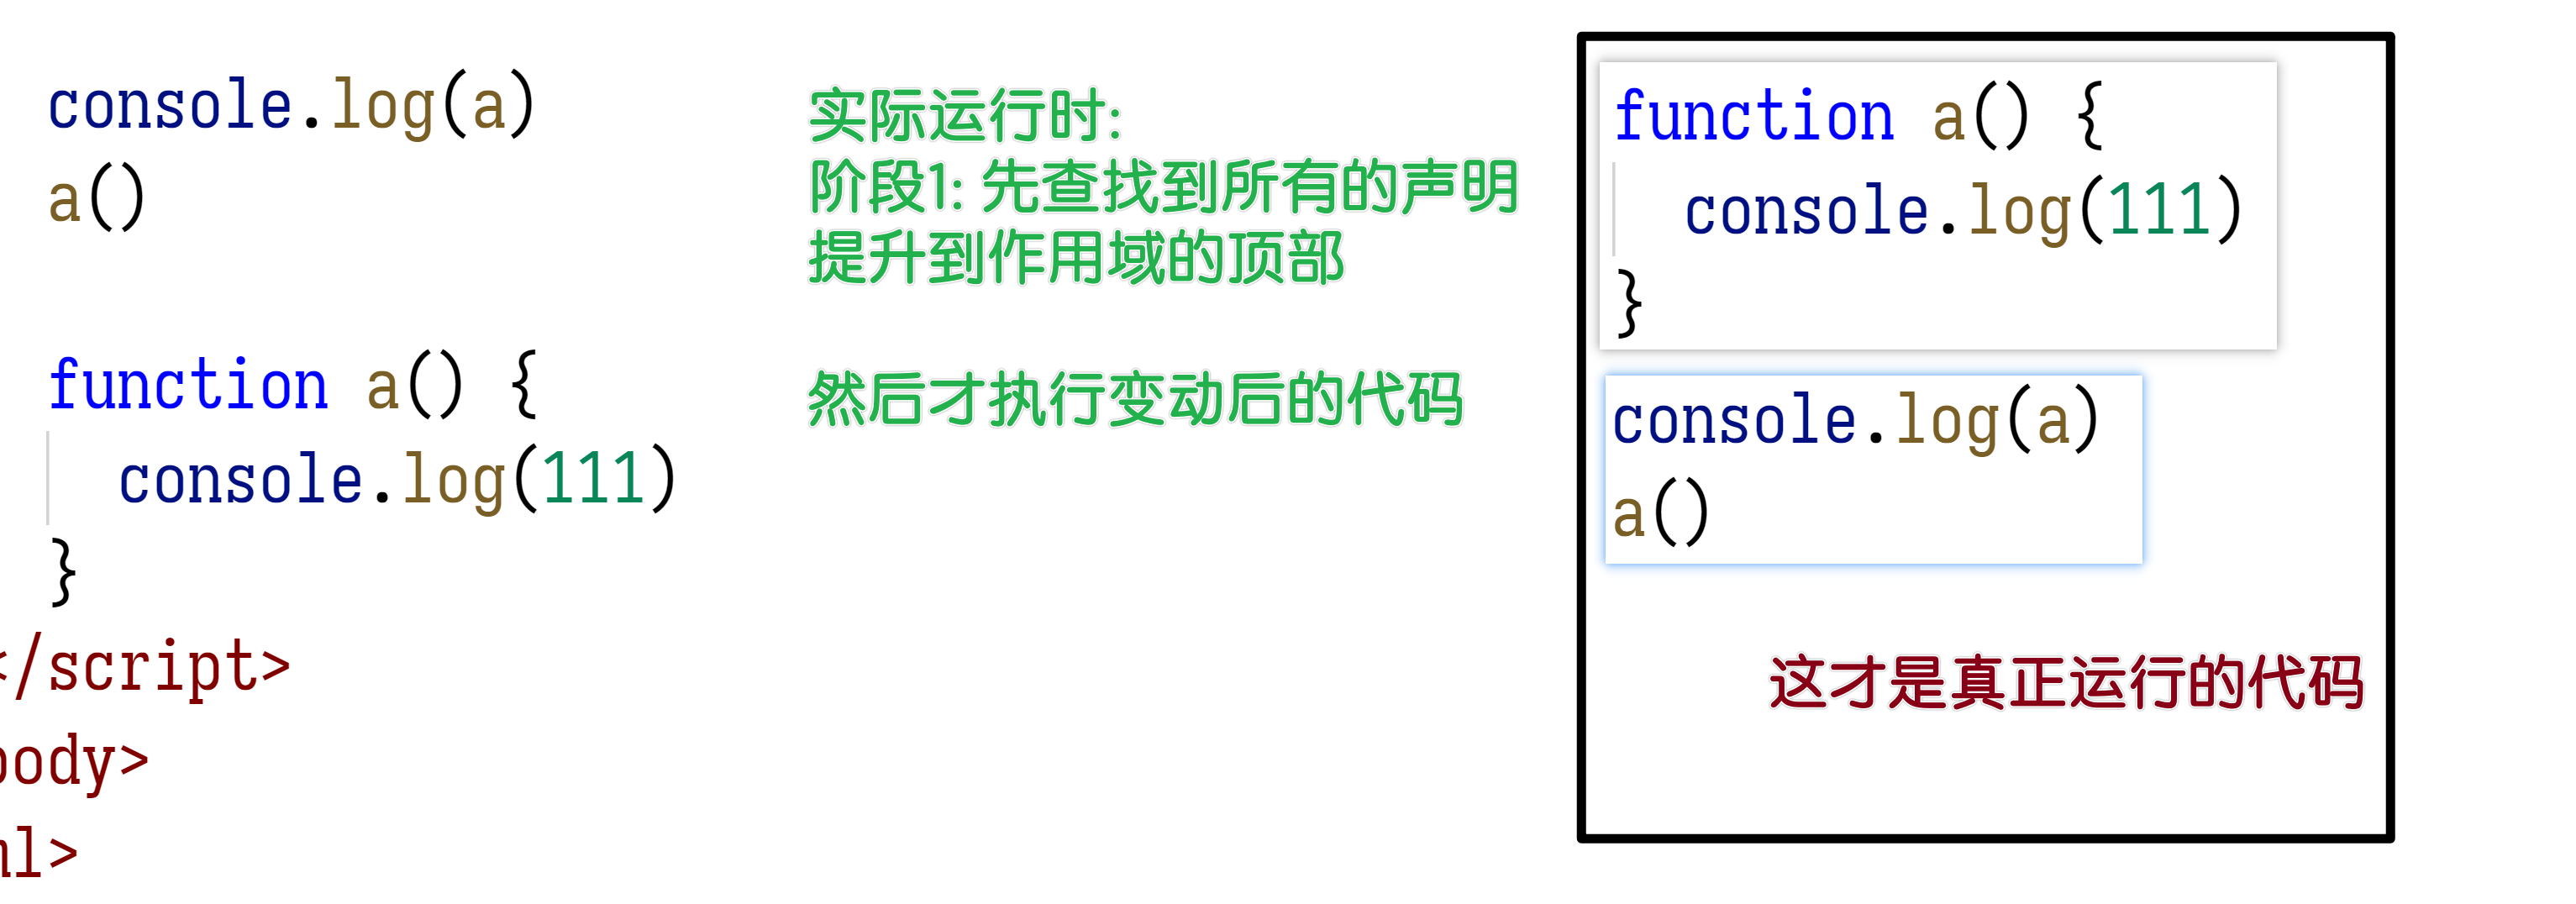 console.log(a)
a()
function a() {
console.log(111)
}
</script>
body>
l>
实际运行时:
阶段1: 先查找到所有的声明
提升到作用域的顶部
然后才执行变动后的代码
function a() {
console.log(111)
}
console.log(a)
a()
这才是真正运行的代码